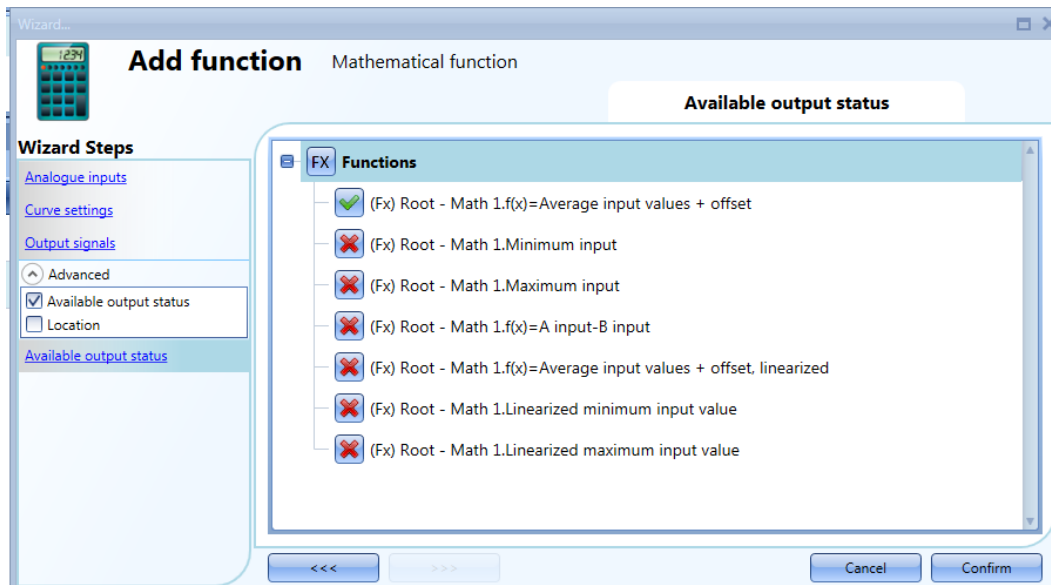 Wizard...
1234
Add function
Mathematical function
Available output status
Wizard Steps
Analogue inputs
Curve settings
Output signals
Advanced
Available output status
Location
Available output status
FX Functions
(Fx) Root - Math 1.f(x)=Average input values + offset
(Fx) Root - Math 1.Minimum input
(Fx) Root - Math 1.Maximum input
(Fx) Root - Math 1.f(x)=A input-B input
(Fx) Root - Math 1.f(x)=Average input values + offset, linearized
(Fx) Root - Math 1.Linearized minimum input value
(Fx) Root - Math 1.Linearized maximum input value
<<<
>>>
Cancel
Confirm